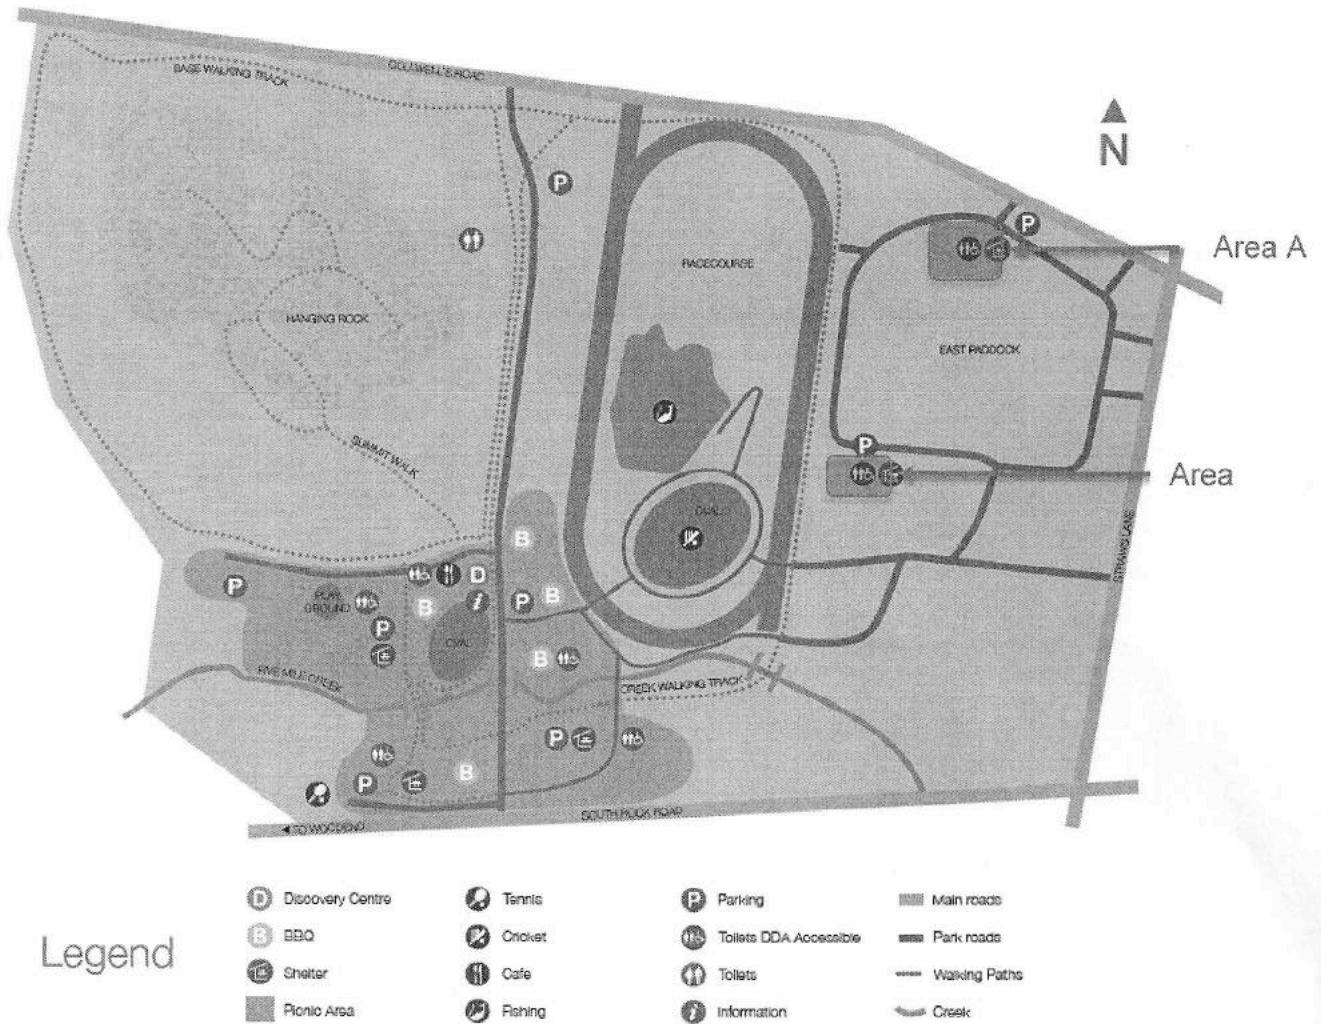 COLLWELL'S ROAD
BASE WALKING TRACK
N
P
Area A
RACECOURSE
P
HANGING ROCK
EAST PADDOCK
SUMMIT WALK
P
Area
OVAL
STRAWS LANE
B
D
P
PLAY
GROUND
B
i
P
B
P
OVAL
B
FIVE MILE CREEK
CREEK WALKING TRACK
P
P
B
SOUTH ROCK ROAD
TO WOODEND
Legend
D Discovery Centre
Tennis
P Parking
Main roads
B BBQ
Cricket
Toilets DDA Accessible
Park roads
Shelter
Cafe
Toilets
Walking Paths
Picnic Area
Fishing
i Information
Creek